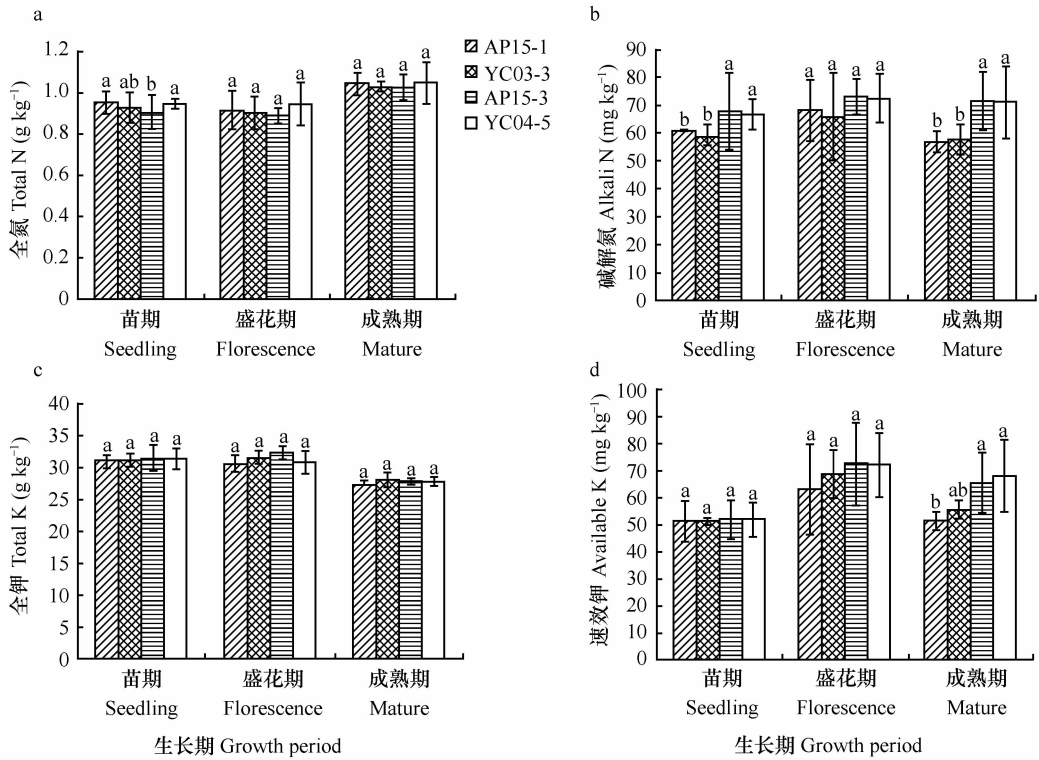 a
全氮 Total N (g kg⁻¹)
1.2
1.0
0.8
0.6
0.4
0.2
0
a ab b a
a a a a
a a a a
苗期 盛花期 成熟期
Seedling Florescence Mature
AP15-1
YC03-3
AP15-3
YC04-5
b
碱解氮 Alkali N (mg kg⁻¹)
90
80
70
60
50
40
30
20
10
0
b b a a
a a a a
b b a a
苗期 盛花期 成熟期
Seedling Florescence Mature
c
全钾 Total K (g kg⁻¹)
40
35
30
25
20
15
10
5
0
a a a a
a a a a
a a a a
苗期 盛花期 成熟期
Seedling Florescence Mature
生长期 Growth period
d
速效钾 Available K (mg kg⁻¹)
100
90
80
70
60
50
40
30
20
10
0
a a a a
a a a a
b ab a a
苗期 盛花期 成熟期
Seedling Florescence Mature
生长期 Growth period